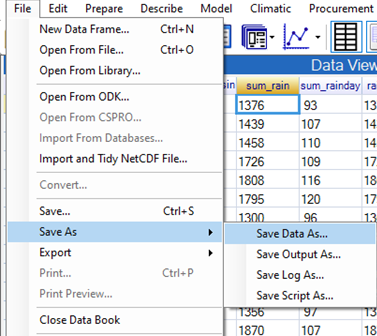 File Edit Prepare Describe Model Climatic Procurement
New Data Frame... Ctrl+N
Open From File... Ctrl+O
Open From Library...
Open From ODK...
Open From CSPRO...
Import From Databases...
Import and Tidy NetCDF File...
Convert...
Save... Ctrl+S
Save As
Export
Print... Ctrl+P
Print Preview...
Close Data Book
Save Data As...
Save Output As...
Save Log As...
Save Script As...
Data View
sum_rain sum_rainday
1376 93
1439 107
1458 110
1726 109
1808 116
1795 120
1300 96
1356 97
1870 107